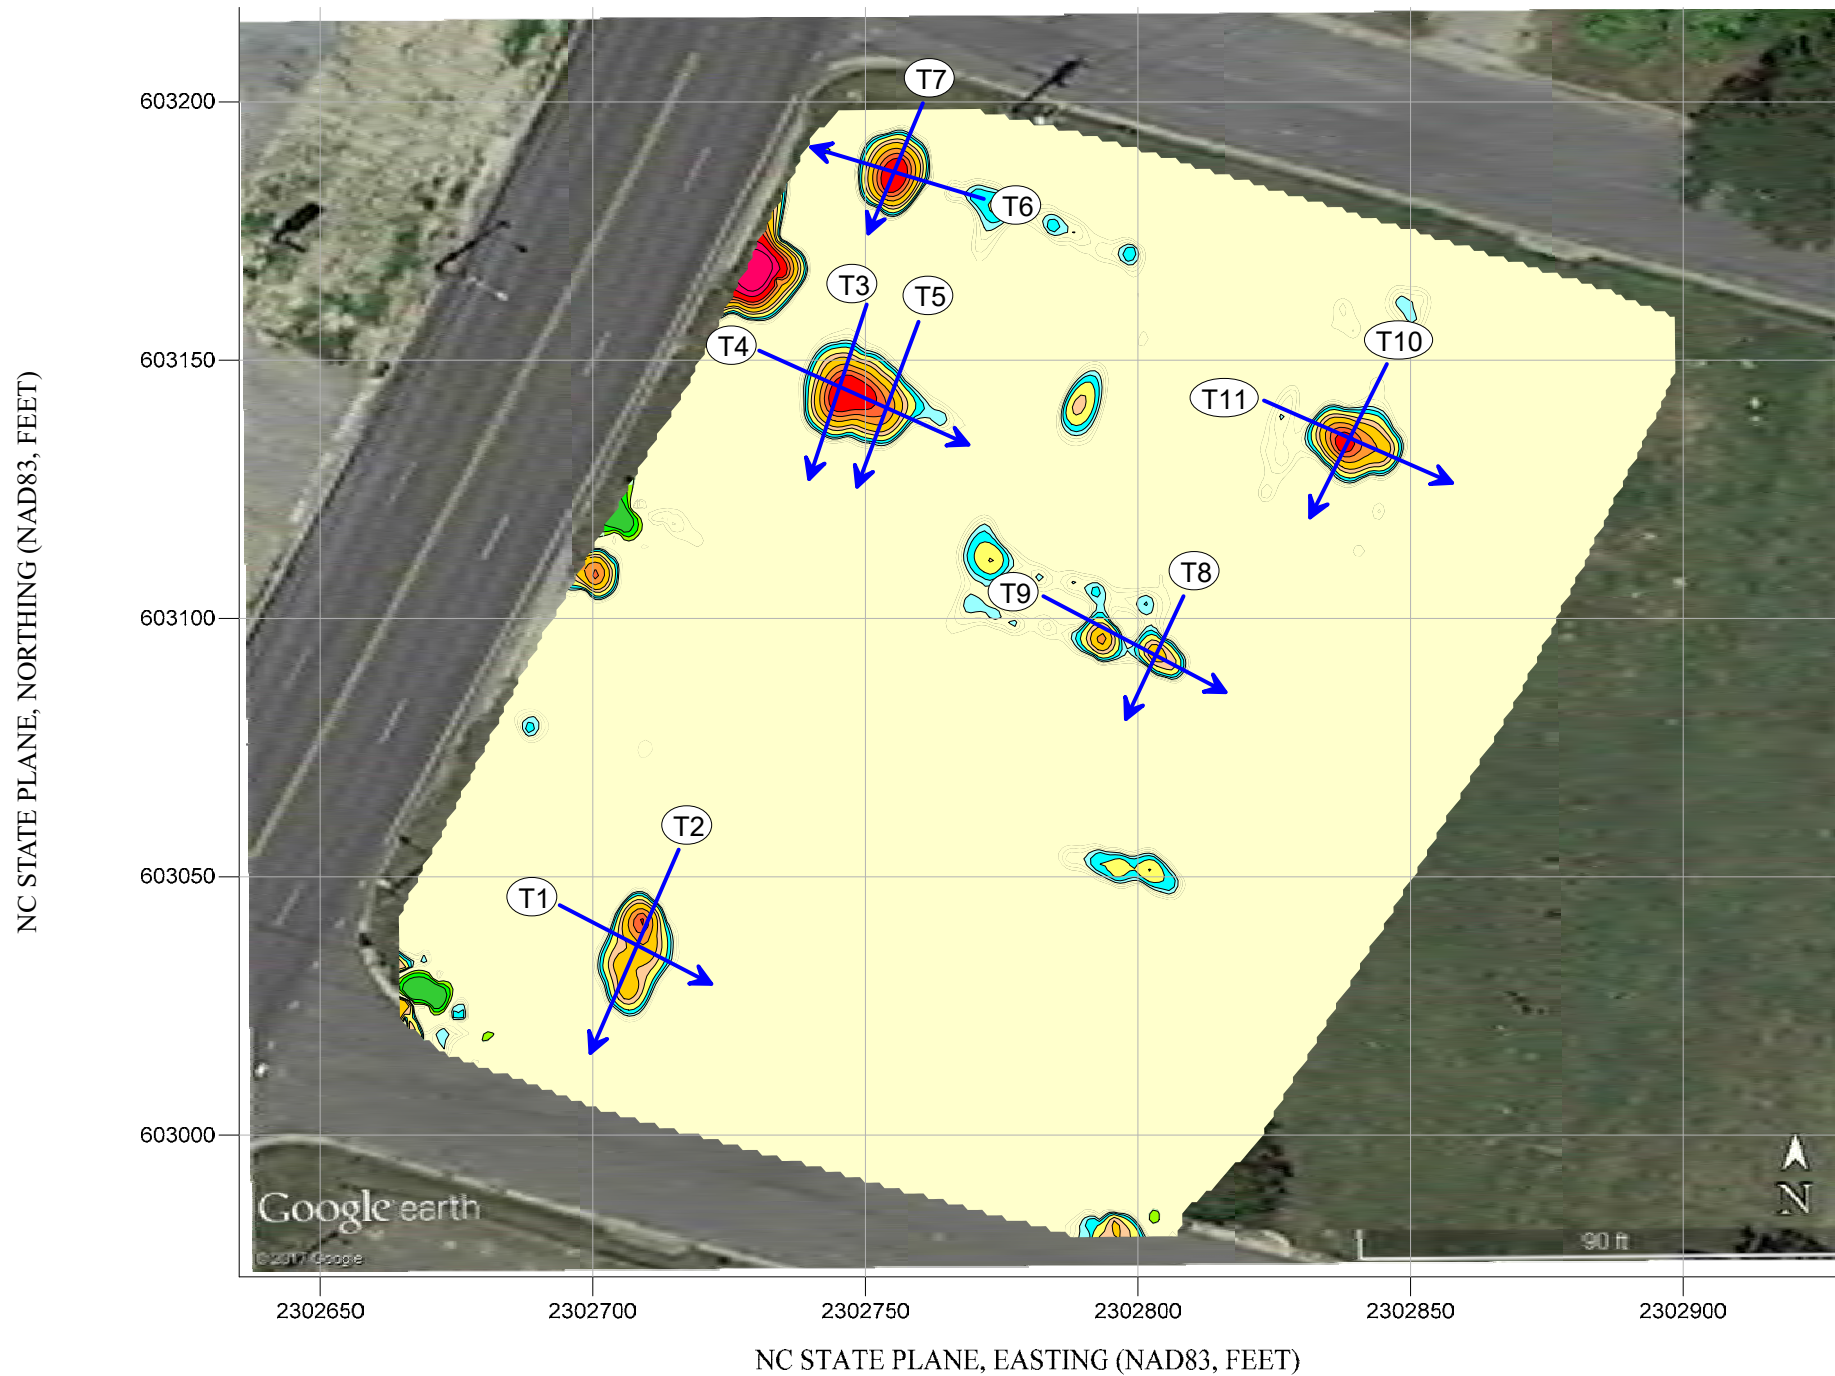 T7
603200
T6
T3
T5
T4
603150
T10
T11
T8
T9
603100
T2
603050
T1
603000
N
Google earth
90 ft
©2017 Google
2302650 2302700 2302750 2302800 2302850 2302900
NC STATE PLANE, EASTING (NAD83, FEET)
NC STATE PLANE, NORTHING (NAD83, FEET)